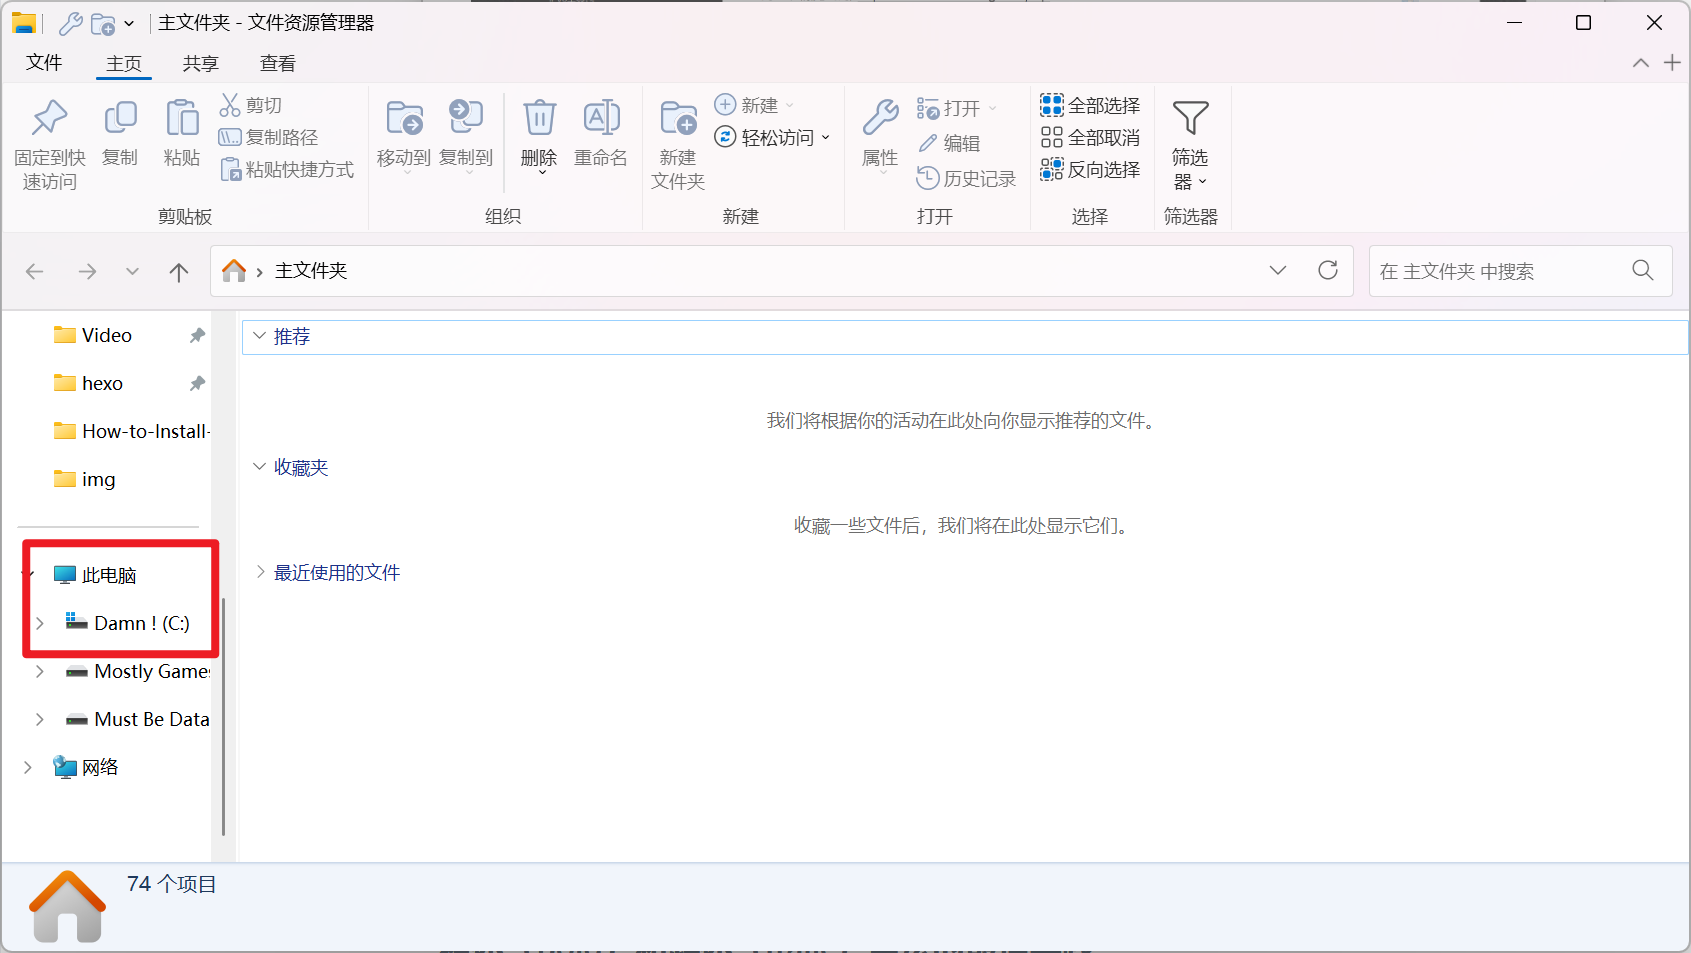 主文件夹 - 文件资源管理器
文件 主页 共享 查看
固定到快
速访问
复制
粘贴
剪切
复制路径
粘贴快捷方式
剪贴板
移动到
复制到
删除
重命名
组织
新建
文件夹
新建
轻松访问
新建
属性
打开
编辑
历史记录
打开
全部选择
全部取消
反向选择
选择
筛选
器
筛选器
主文件夹
在 主文件夹 中搜索
Video
hexo
How-to-Install-
img
此电脑
Damn ! (C:)
Mostly Games
Must Be Data
网络
推荐
我们将根据你的活动在此处向你显示推荐的文件。
收藏夹
收藏一些文件后，我们将在此处显示它们。
最近使用的文件
74 个项目